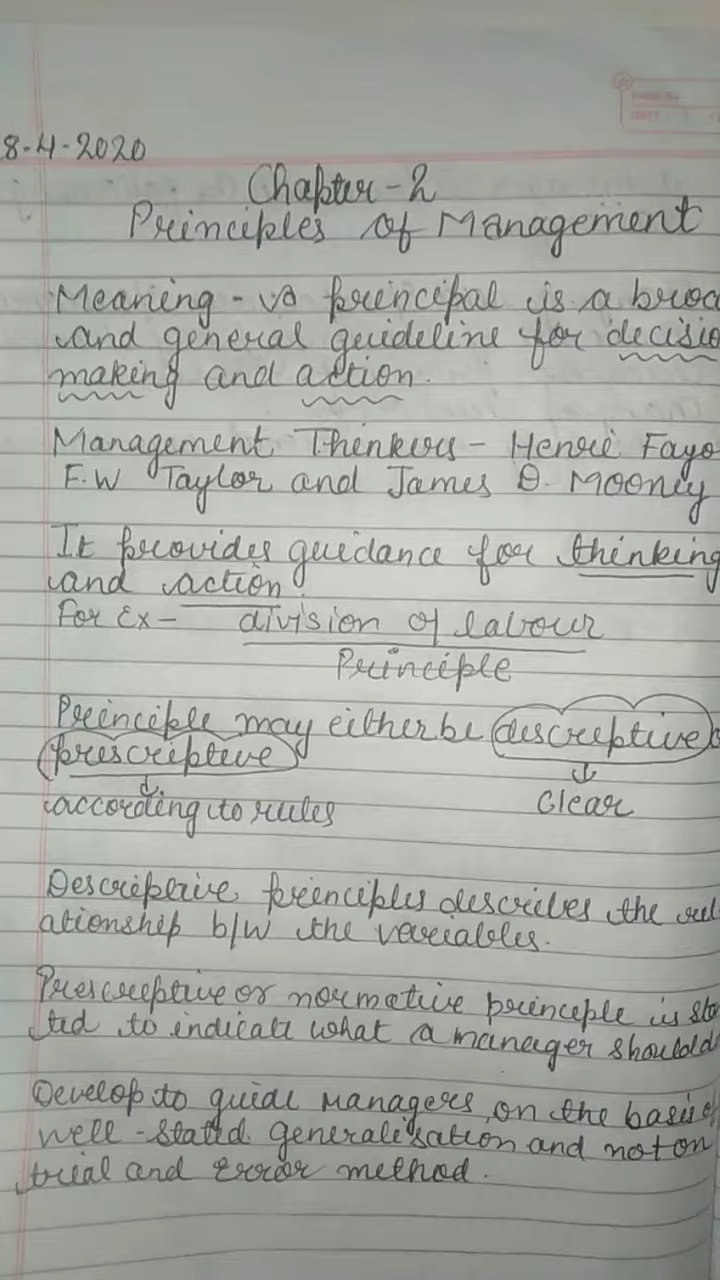 8-4-2020
Chapter-2
Principles of Management
Meaning - A principal is a broa
and general guideline for decisio
making and action.
Management Thinkers - Henri Fayo
F.W Taylor and James D. Mooney
It provides guidance for thinking
and action.
For Ex- division of labour
Principle
Principle may either be descriptive o
prescriptive
according to rules
clear
Descriptive principles describes the rel
ationship b/w the variables.
Prescriptive or normative principle is sta
ted to indicate what a maneger should d
Develop to guide managers on the basis of
well-stated generalisation and not on
trial and error method.